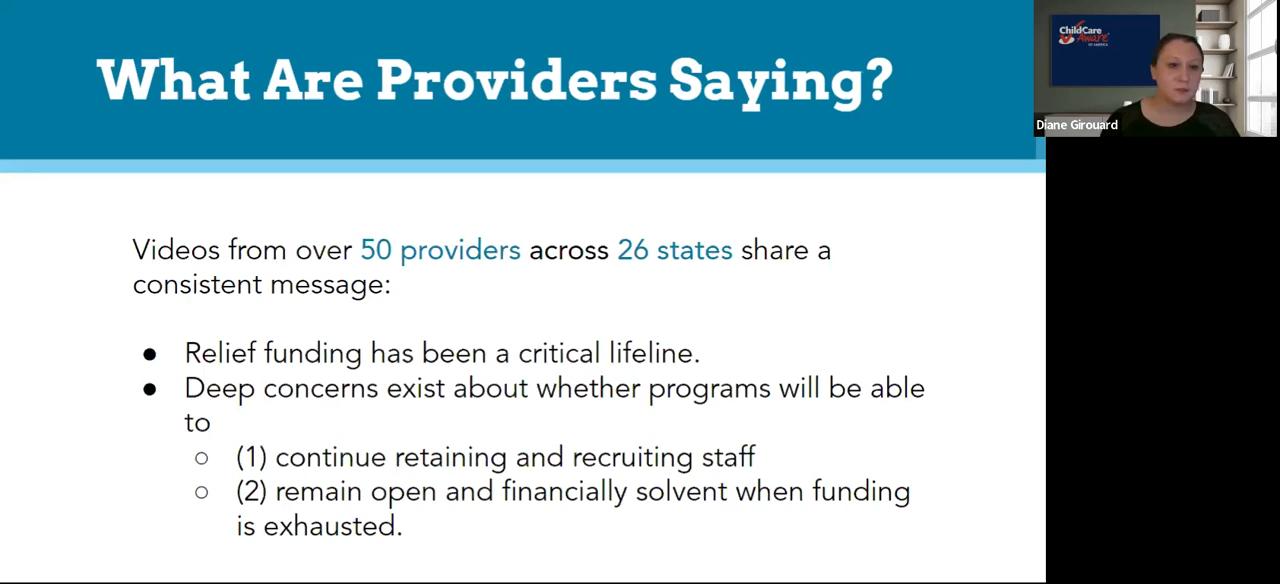 What Are Providers Saying?
ChildCare
Aware
OF AMERICA
Diane Girouard
Videos from over 50 providers across 26 states share a
consistent message:
● Relief funding has been a critical lifeline.
● Deep concerns exist about whether programs will be able
to
○ (1) continue retaining and recruiting staff
○ (2) remain open and financially solvent when funding
is exhausted.